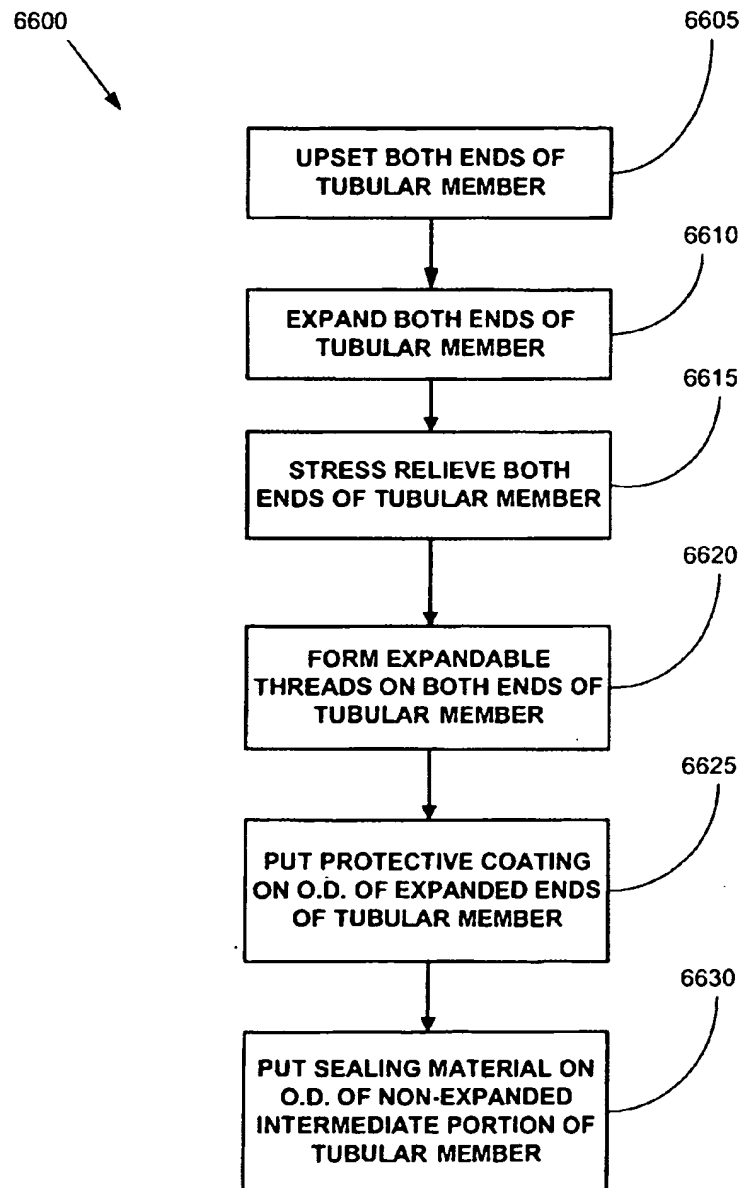 6600
6605
UPSET BOTH ENDS OF
TUBULAR MEMBER
6610
EXPAND BOTH ENDS OF
TUBULAR MEMBER
6615
STRESS RELIEVE BOTH
ENDS OF TUBULAR MEMBER
6620
FORM EXPANDABLE
THREADS ON BOTH ENDS OF
TUBULAR MEMBER
6625
PUT PROTECTIVE COATING
ON O.D. OF EXPANDED ENDS
OF TUBULAR MEMBER
6630
PUT SEALING MATERIAL ON
O.D. OF NON-EXPANDED
INTERMEDIATE PORTION OF
TUBULAR MEMBER